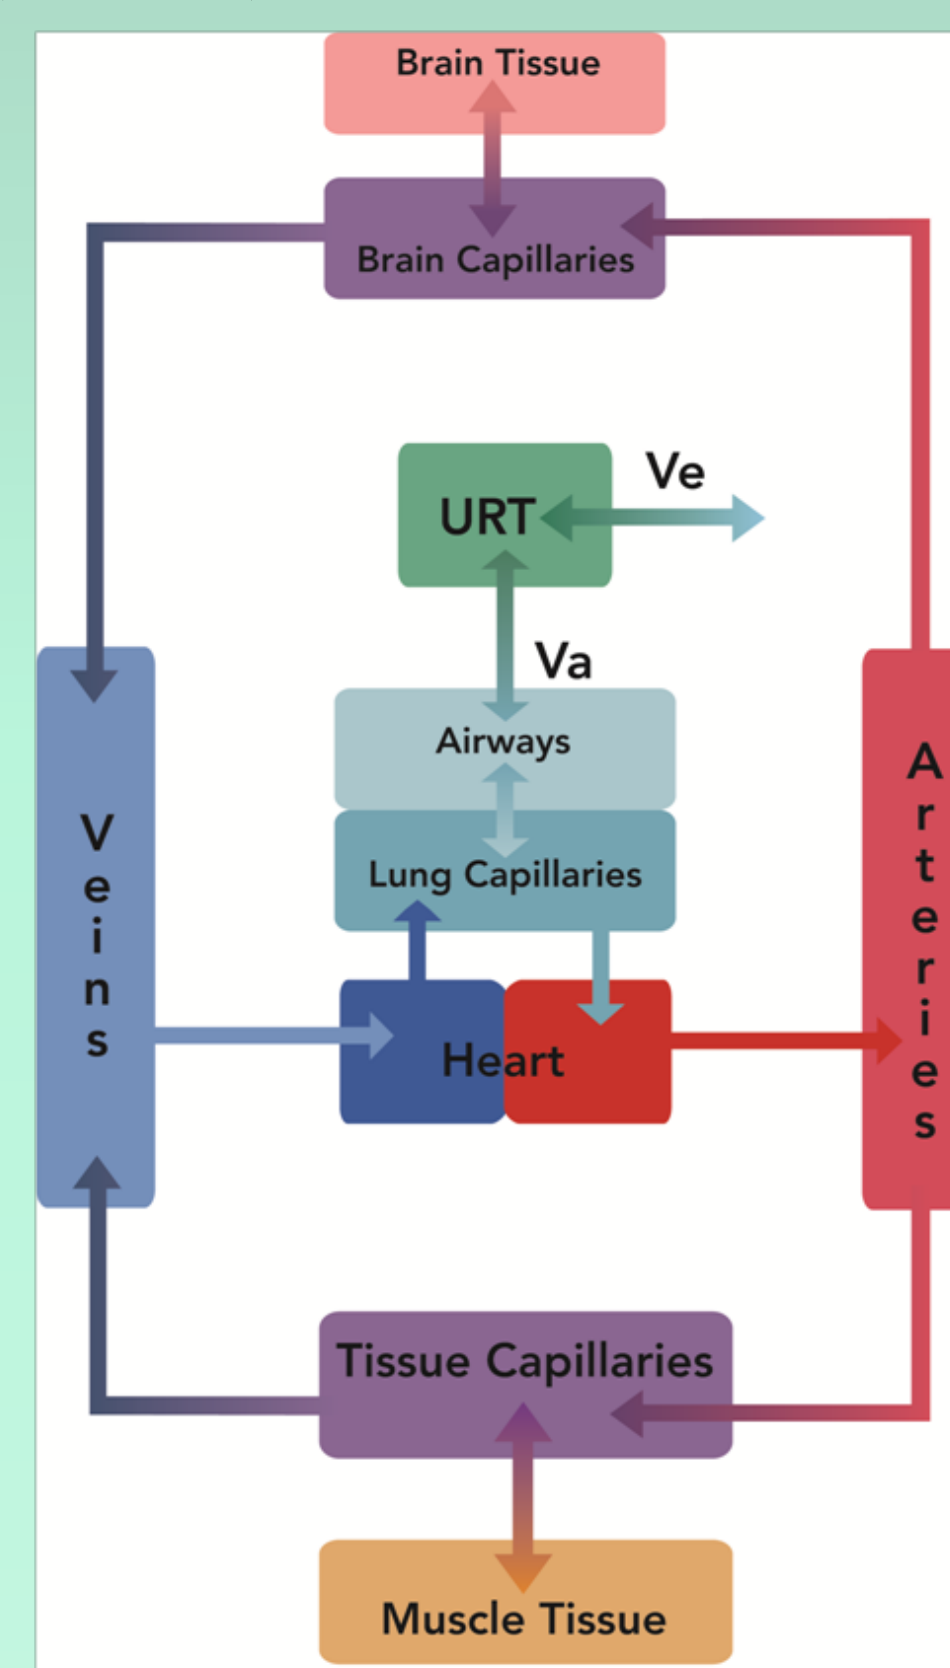 Brain Tissue
Brain Capillaries
Ve
URT
Va
Airways
Lung Capillaries
Heart
Veins
Arteries
Tissue Capillaries
Muscle Tissue